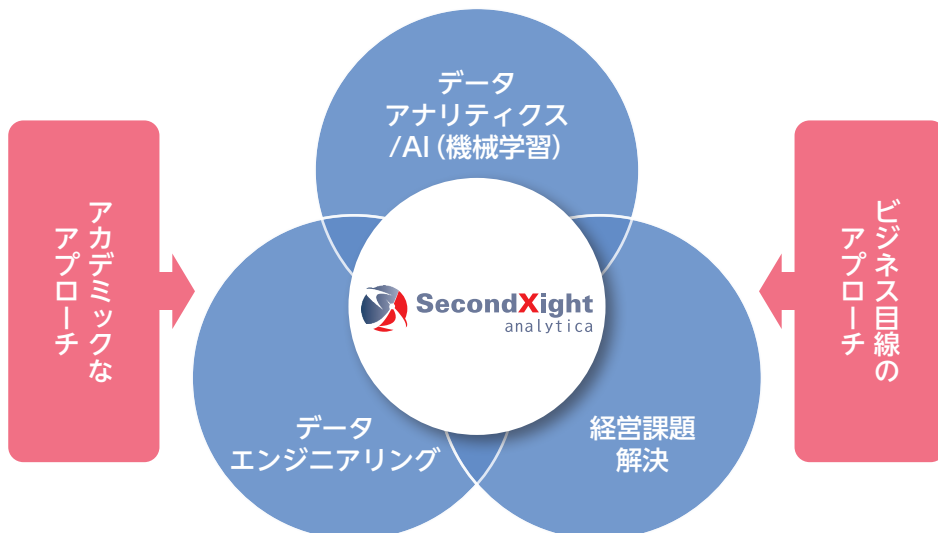 データ
アナリティクス
/AI(機械学習)
アカデミックな
アプローチ
SecondXight
analytica
ビジネス目線の
アプローチ
データ
エンジニアリング
経営課題
解決